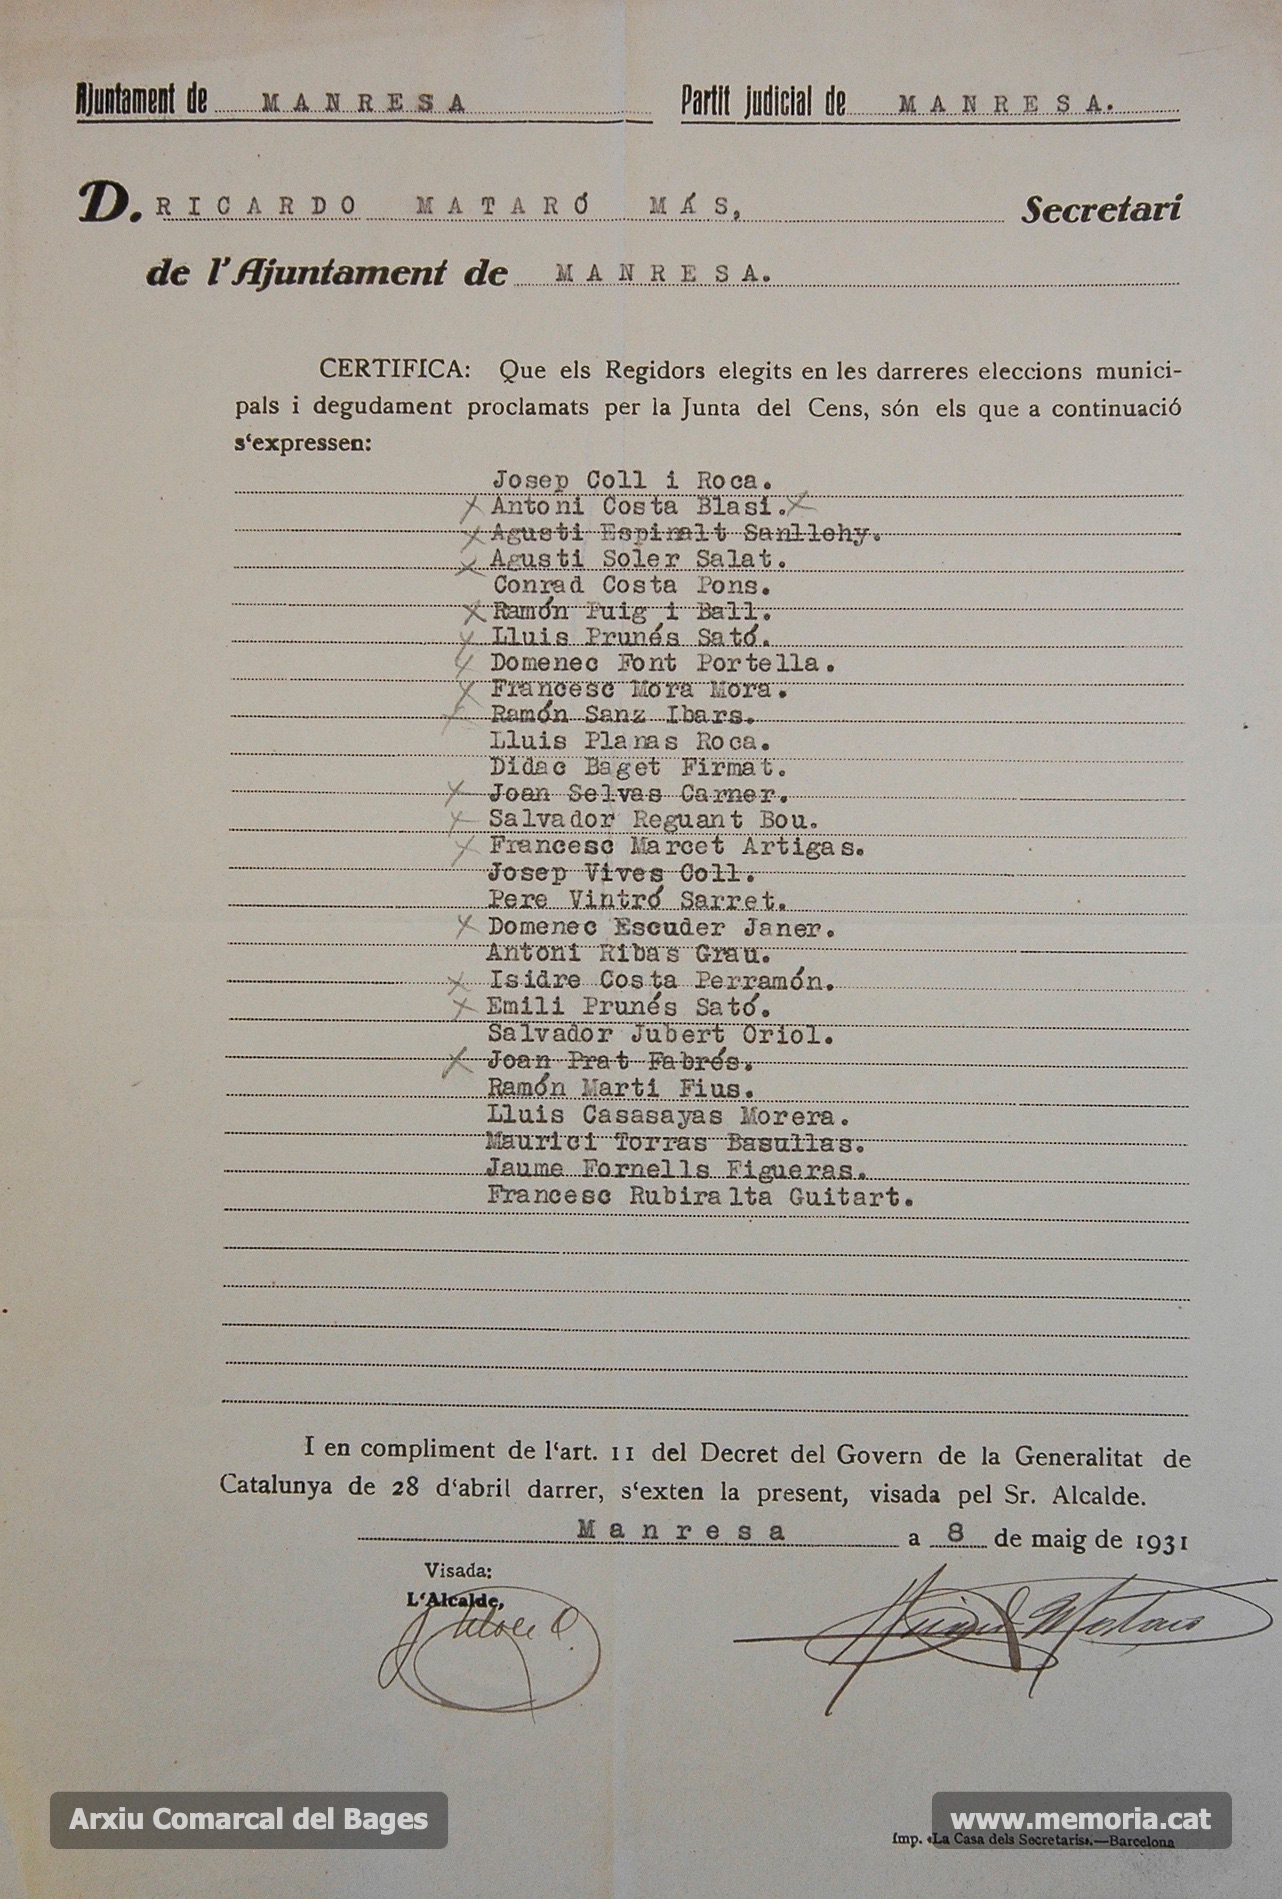 Ajuntament de MANRESA Partit judicial de MANRESA.
D. RICARDO MATARÓ MÁS, Secretari
de l'Ajuntament de MANRESA.
CERTIFICA: Que els Regidors elegits en les darreres eleccions munici-
pals i degudament proclamats per la Junta del Cens, són els que a continuació
s'expressen:
Josep Coll i Roca.
Antoni Costa Blasi.
Agusti Espiralt Sanllehy.
Agusti Soler Salat.
Conrad Costa Pons.
Ramón Puig i Ball.
Lluis Prunés Sató.
Domenec Font Portella.
Francesc Mora Mora.
Ramón Sanz Ibars.
Lluis Planas Roca.
Didac Baget Firmat.
Joan Selvas Carner.
Salvador Reguant Bou.
Francesc Marcet Artigas.
Josep Vives Coll.
Pere Vintró Sarret.
Domenec Escuder Janer.
Antoni Ribas Grau.
Isidre Costa Perramón.
Emili Prunés Sató.
Salvador Jubert Oriol.
Joan Prat Fabrés.
Ramón Marti Fius.
Lluis Casasayas Morera.
Maurici Torras Basullas.
Jaume Fornells Figueras.
Francesc Rubiralta Guitart.
I en compliment de l'art. 11 del Decret del Govern de la Generalitat de
Catalunya de 28 d'abril darrer, s'exten la present, visada pel Sr. Alcalde.
Manresa a 8 de maig de 1931
Visada:
L'Alcalde,
Arxiu Comarcal del Bages
www.memoria.cat
Imp. «La Casa dels Secretaris».—Barcelona